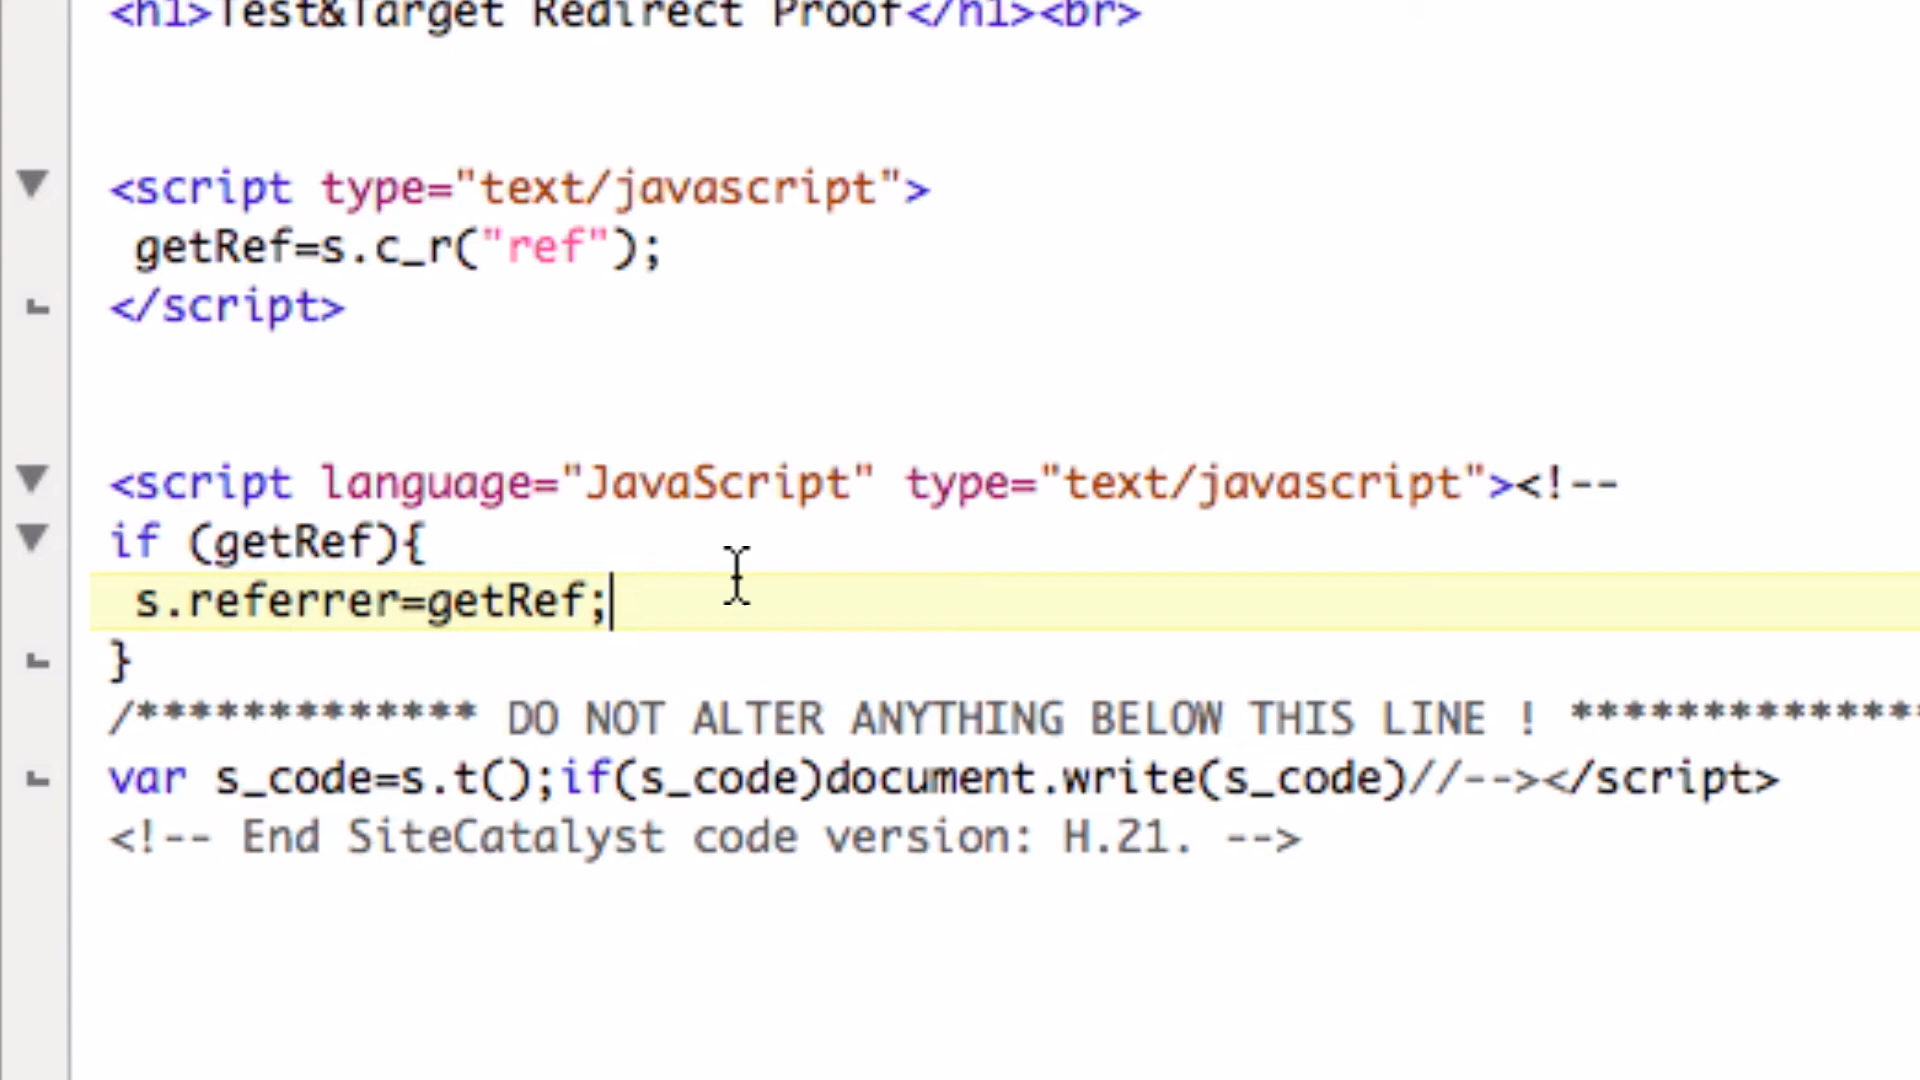 <h1>Test&Target Redirect Proof</h1><br>
<script type="text/javascript">
getRef=s.c_r("ref");
</script>
<script language="JavaScript" type="text/javascript"><!--
if (getRef){
s.referrer=getRef;
}
/************* DO NOT ALTER ANYTHING BELOW THIS LINE ! **************
var s_code=s.t();if(s_code)document.write(s_code)//--></script>
<!-- End SiteCatalyst code version: H.21. -->